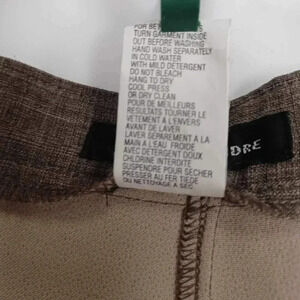 FOR BE
TURN GARMENT INSIDE
OUT BEFORE WASHING
HAND WASH SEPARATELY
IN COLD WATER
WITH MILD DETERGENT
DO NOT BLEACH
HANG TO DRY
COOL PRESS
OR DRY CLEAN
POUR DE MEILLEURS
RESULTATS TOURNER LE
VETEMENT A L'ENVERS
AVANT DE LAVER
LAVER SEPAREMENT A LA
MAIN A L'EAU FROIDE
AVEC DETERGENT DOUX
CHLORINE INTERDITE
SUSPENDRE POUR SECHER
PRESSER AU FER TIEDE
OU NETTOYAGE A SEC
DRE